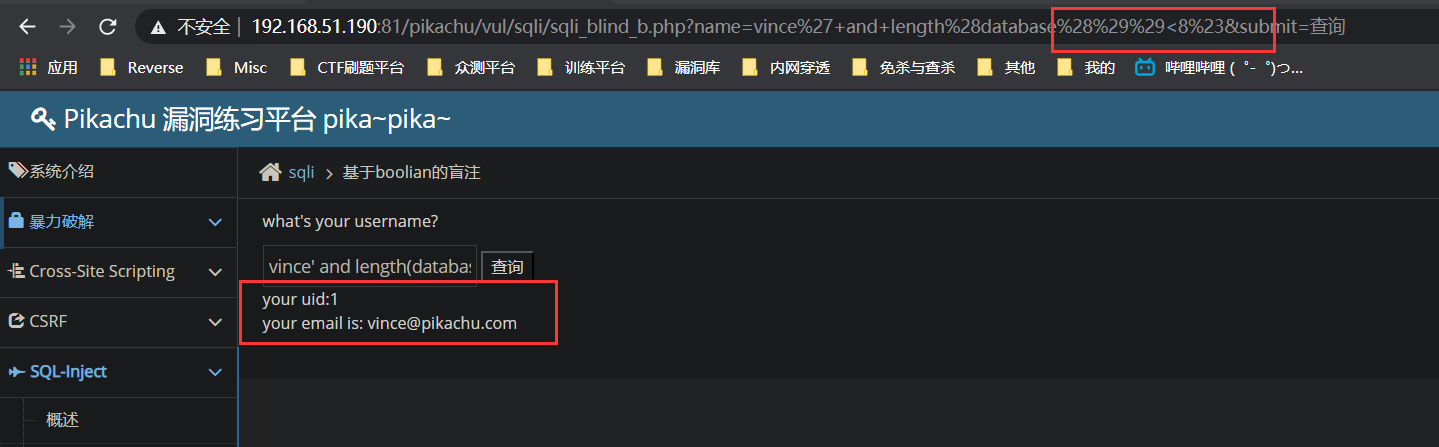 不安全 | 192.168.51.190:81/pikachu/vul/sqli/sqli_blind_b.php?name=vince%27+and+length%28database%28%29%29<8%23&submit=查询
应用 Reverse Misc CTF刷题平台 众测平台 训练平台 漏洞库 内网穿透 免杀与查杀 其他 我的 哔哩哔哩 (゜-゜)つ...
Pikachu 漏洞练习平台 pika~pika~
系统介绍
sqli > 基于boolian的盲注
暴力破解
what's your username?
vince' and length(databas 查询
Cross-Site Scripting
your uid:1
your email is: vince@pikachu.com
CSRF
SQL-Inject
概述